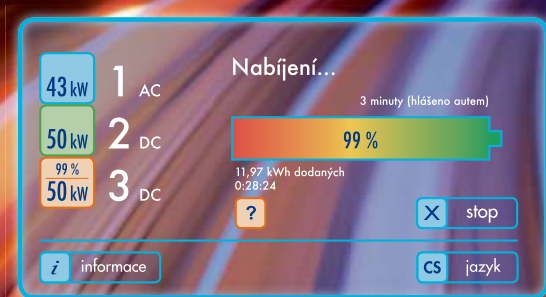 43 kw 1 AC
50 kw 2 DC
99 %
50 kw 3 DC
Nabíjení...
3 minuty (hlášeno autem)
99 %
11,97 kWh dodaných
0:28:24
?
X stop
i informace
CS jazyk